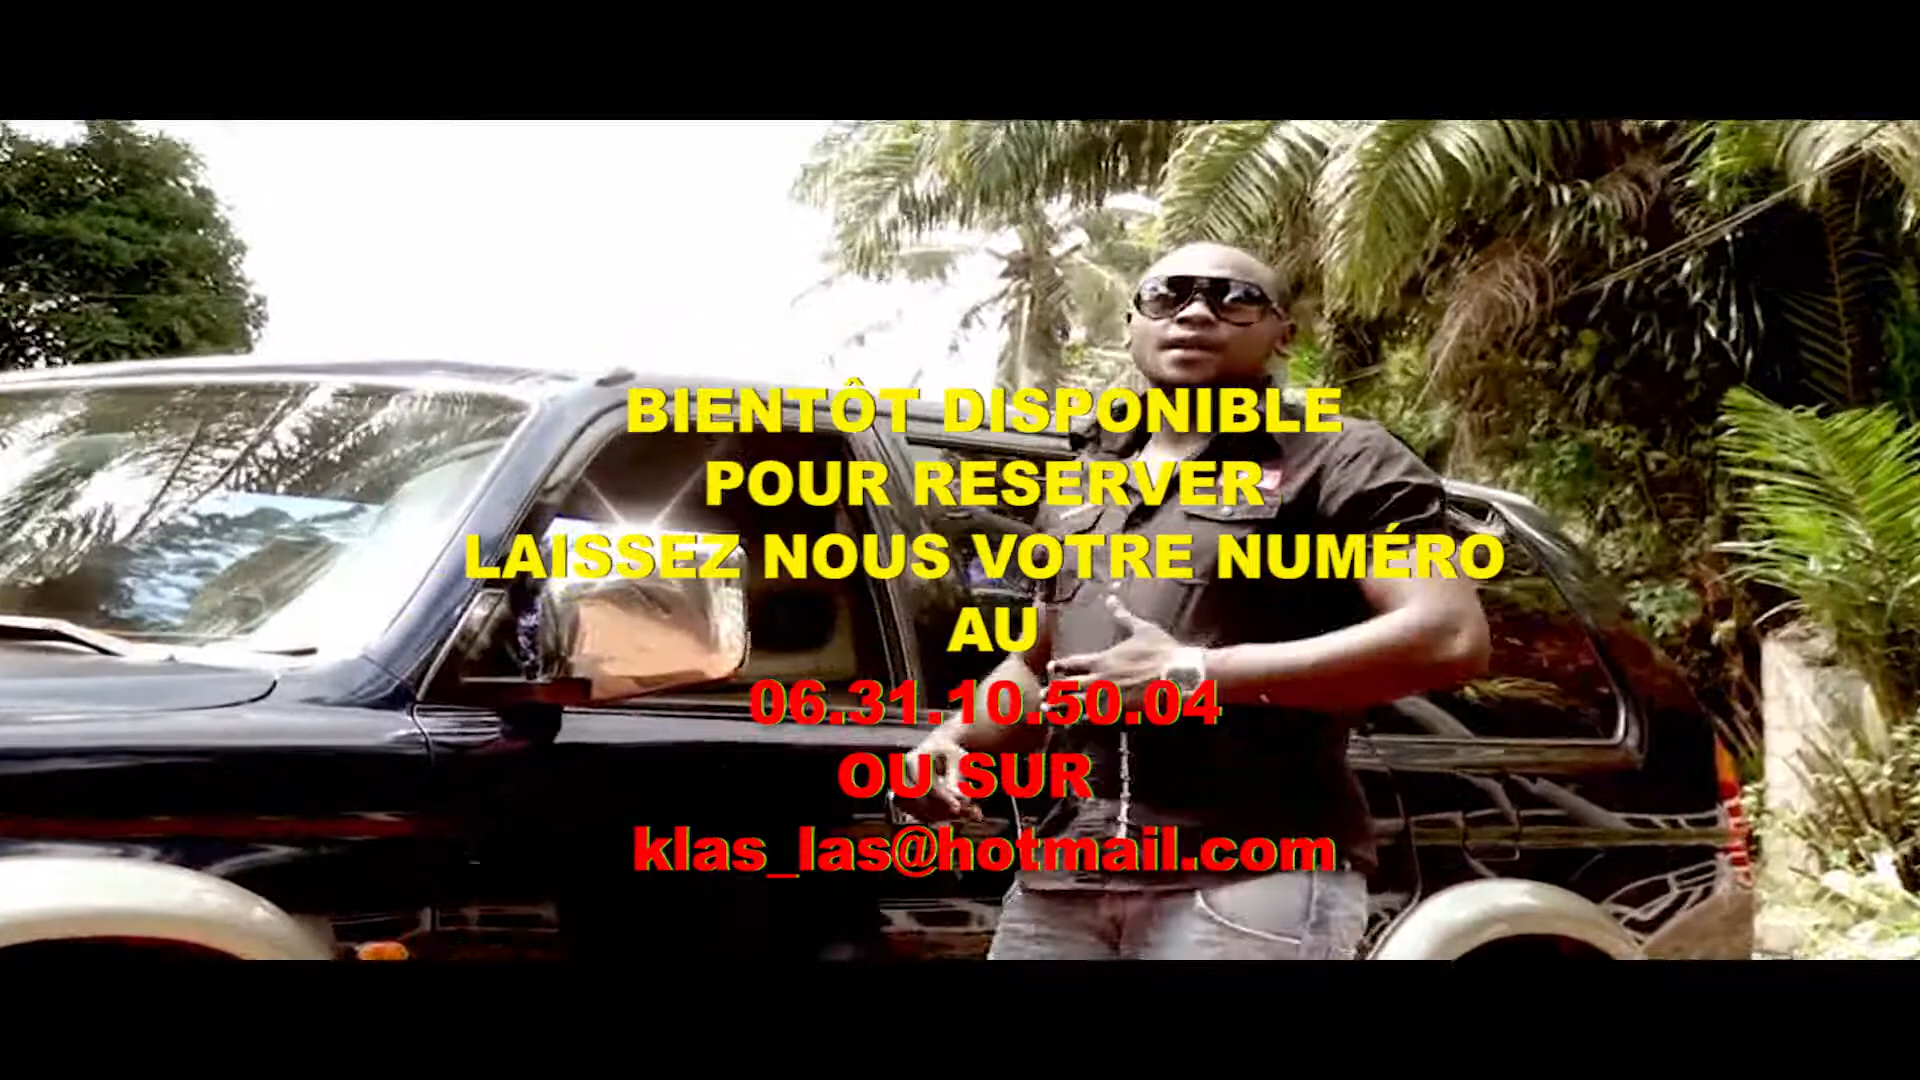 BIENTÔT DISPONIBLE
POUR RESERVER
LAISSEZ NOUS VOTRE NUMÉRO
AU
06.31.10.50.04
OU SUR
klas_las@hotmail.com